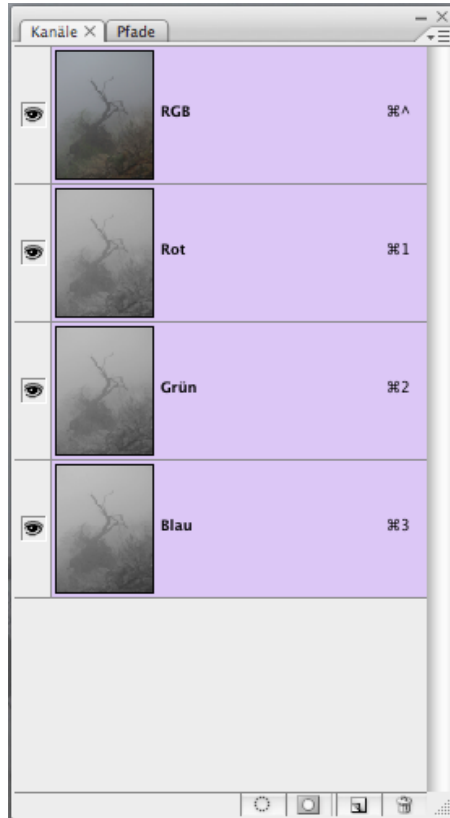 Kanäle Pfade
RGB ⌘^
Rot ⌘1
Grün ⌘2
Blau ⌘3